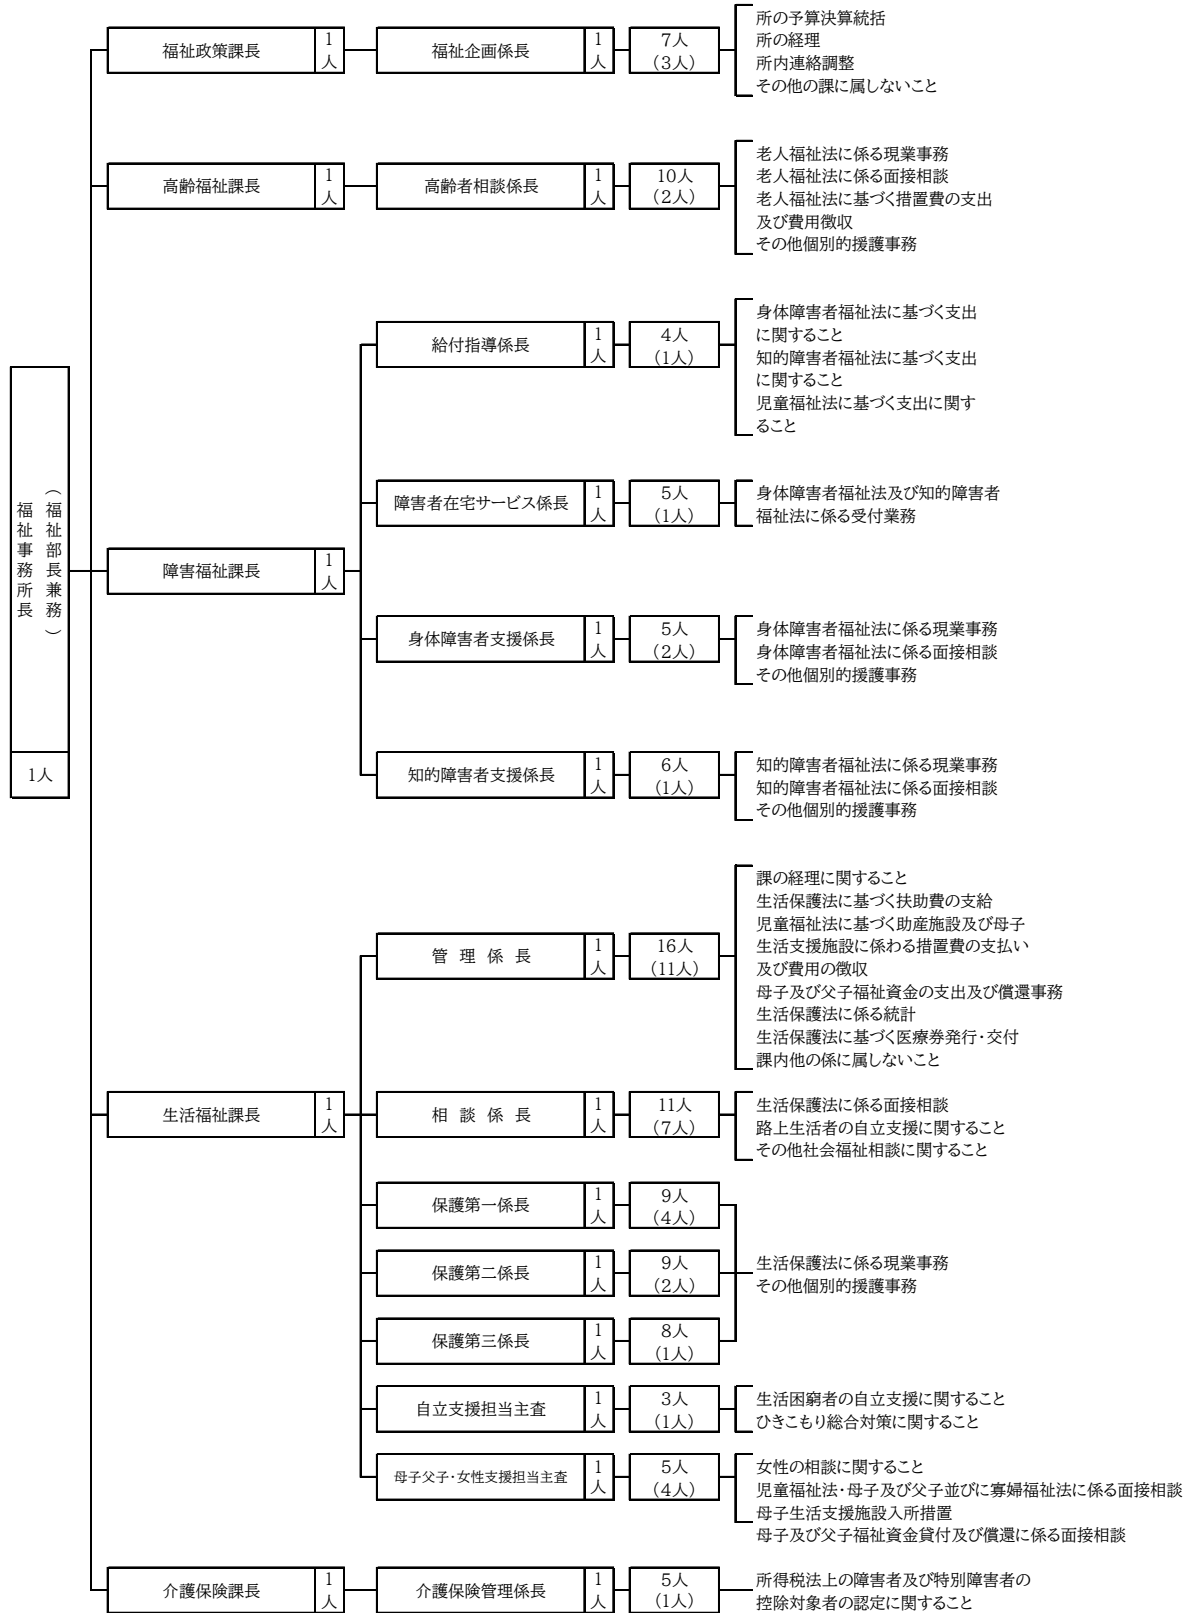 福祉事務所長
（福祉部長兼務）
1人
福祉政策課長
1人
福祉企画係長
1人
7人
(3人)
所の予算決算統括
所の経理
所内連絡調整
その他の課に属しないこと
高齢福祉課長
1人
高齢者相談係長
1人
10人
(2人)
老人福祉法に係る現業事務
老人福祉法に係る面接相談
老人福祉法に基づく措置費の支出
及び費用徴収
その他個別的援護事務
障害福祉課長
1人
給付指導係長
1人
4人
(1人)
身体障害者福祉法に基づく支出
に関すること
知的障害者福祉法に基づく支出
に関すること
児童福祉法に基づく支出に関す
ること
障害者在宅サービス係長
1人
5人
(1人)
身体障害者福祉法及び知的障害者
福祉法に係る受付業務
身体障害者支援係長
1人
5人
(2人)
身体障害者福祉法に係る現業事務
身体障害者福祉法に係る面接相談
その他個別的援護事務
知的障害者支援係長
1人
6人
(1人)
知的障害者福祉法に係る現業事務
知的障害者福祉法に係る面接相談
その他個別的援護事務
生活福祉課長
1人
管理係長
1人
16人
(11人)
課の経理に関すること
生活保護法に基づく扶助費の支給
児童福祉法に基づく助産施設及び母子
生活支援施設に係わる措置費の支払い
及び費用の徴収
母子及び父子福祉資金の支出及び償還事務
生活保護法に係る統計
生活保護法に基づく医療券発行・交付
課内他の係に属しないこと
相談係長
1人
11人
(7人)
生活保護法に係る面接相談
路上生活者の自立支援に関すること
その他社会福祉相談に関すること
保護第一係長
1人
9人
(4人)
保護第二係長
1人
9人
(2人)
保護第三係長
1人
8人
(1人)
生活保護法に係る現業事務
その他個別的援護事務
自立支援担当主査
1人
3人
(1人)
生活困窮者の自立支援に関すること
ひきこもり総合対策に関すること
母子父子・女性支援担当主査
1人
5人
(4人)
女性の相談に関すること
児童福祉法・母子及び父子並びに寡婦福祉法に係る面接相談
母子生活支援施設入所措置
母子及び父子福祉資金貸付及び償還に係る面接相談
介護保険課長
1人
介護保険管理係長
1人
5人
(1人)
所得税法上の障害者及び特別障害者の
控除対象者の認定に関すること